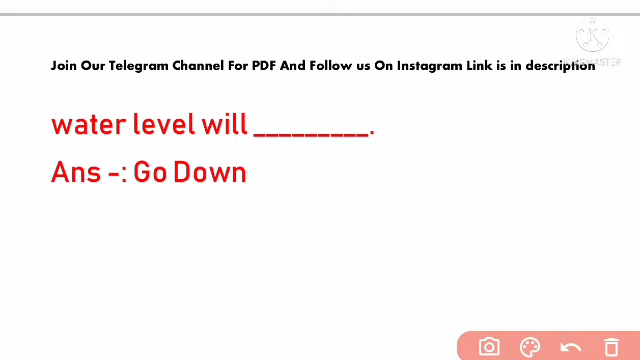 Join Our Telegram Channel For PDF And Follow us On Instagram Link is in description
water level will _________.
Ans -: Go Down